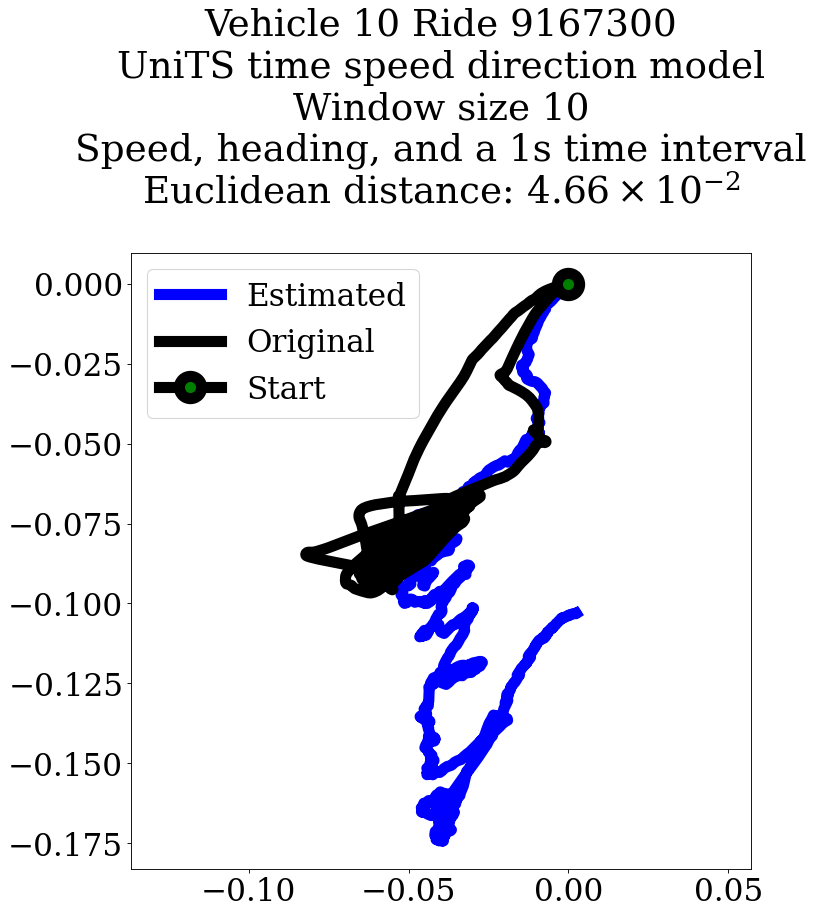 Vehicle 10 Ride 9167300
UniTS time speed direction model
Window size 10
Speed, heading, and a 1s time interval
Euclidean distance: 4.66 × 10⁻²
0.000
−0.025
−0.050
−0.075
−0.100
−0.125
−0.150
−0.175
Estimated
Original
Start
−0.10
−0.05
0.00
0.05